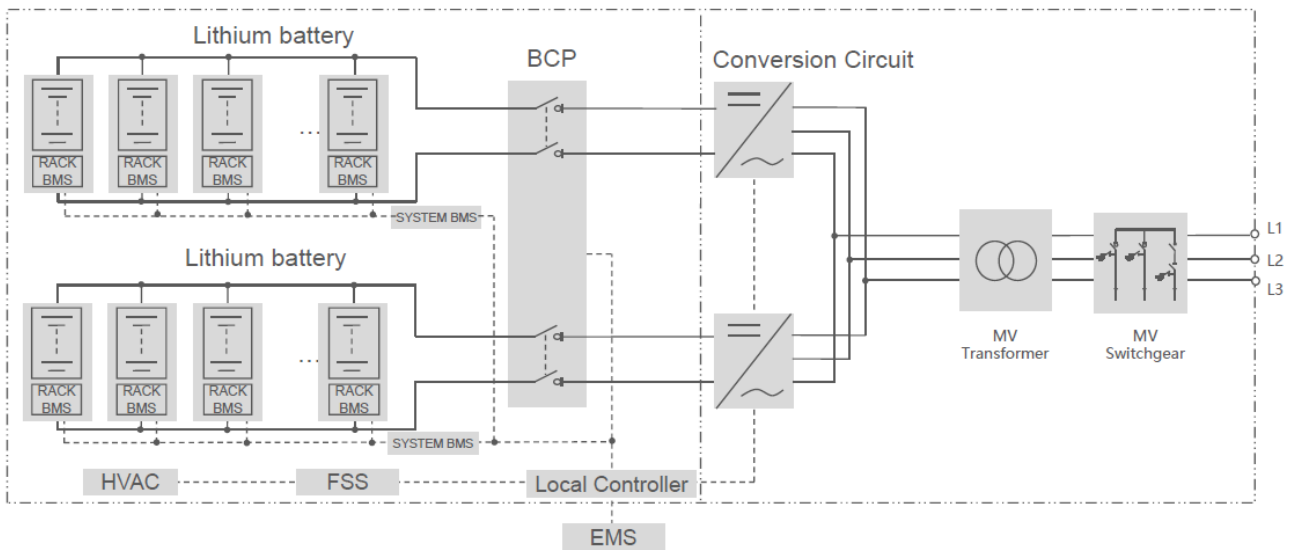 Lithium battery
BCP
Conversion Circuit
...
RACK
BMS
RACK
BMS
RACK
BMS
RACK
BMS
SYSTEM BMS
L1
L2
L3
Lithium battery
MV
Transformer
MV
Switchgear
...
RACK
BMS
RACK
BMS
RACK
BMS
RACK
BMS
SYSTEM BMS
HVAC
FSS
Local Controller
EMS